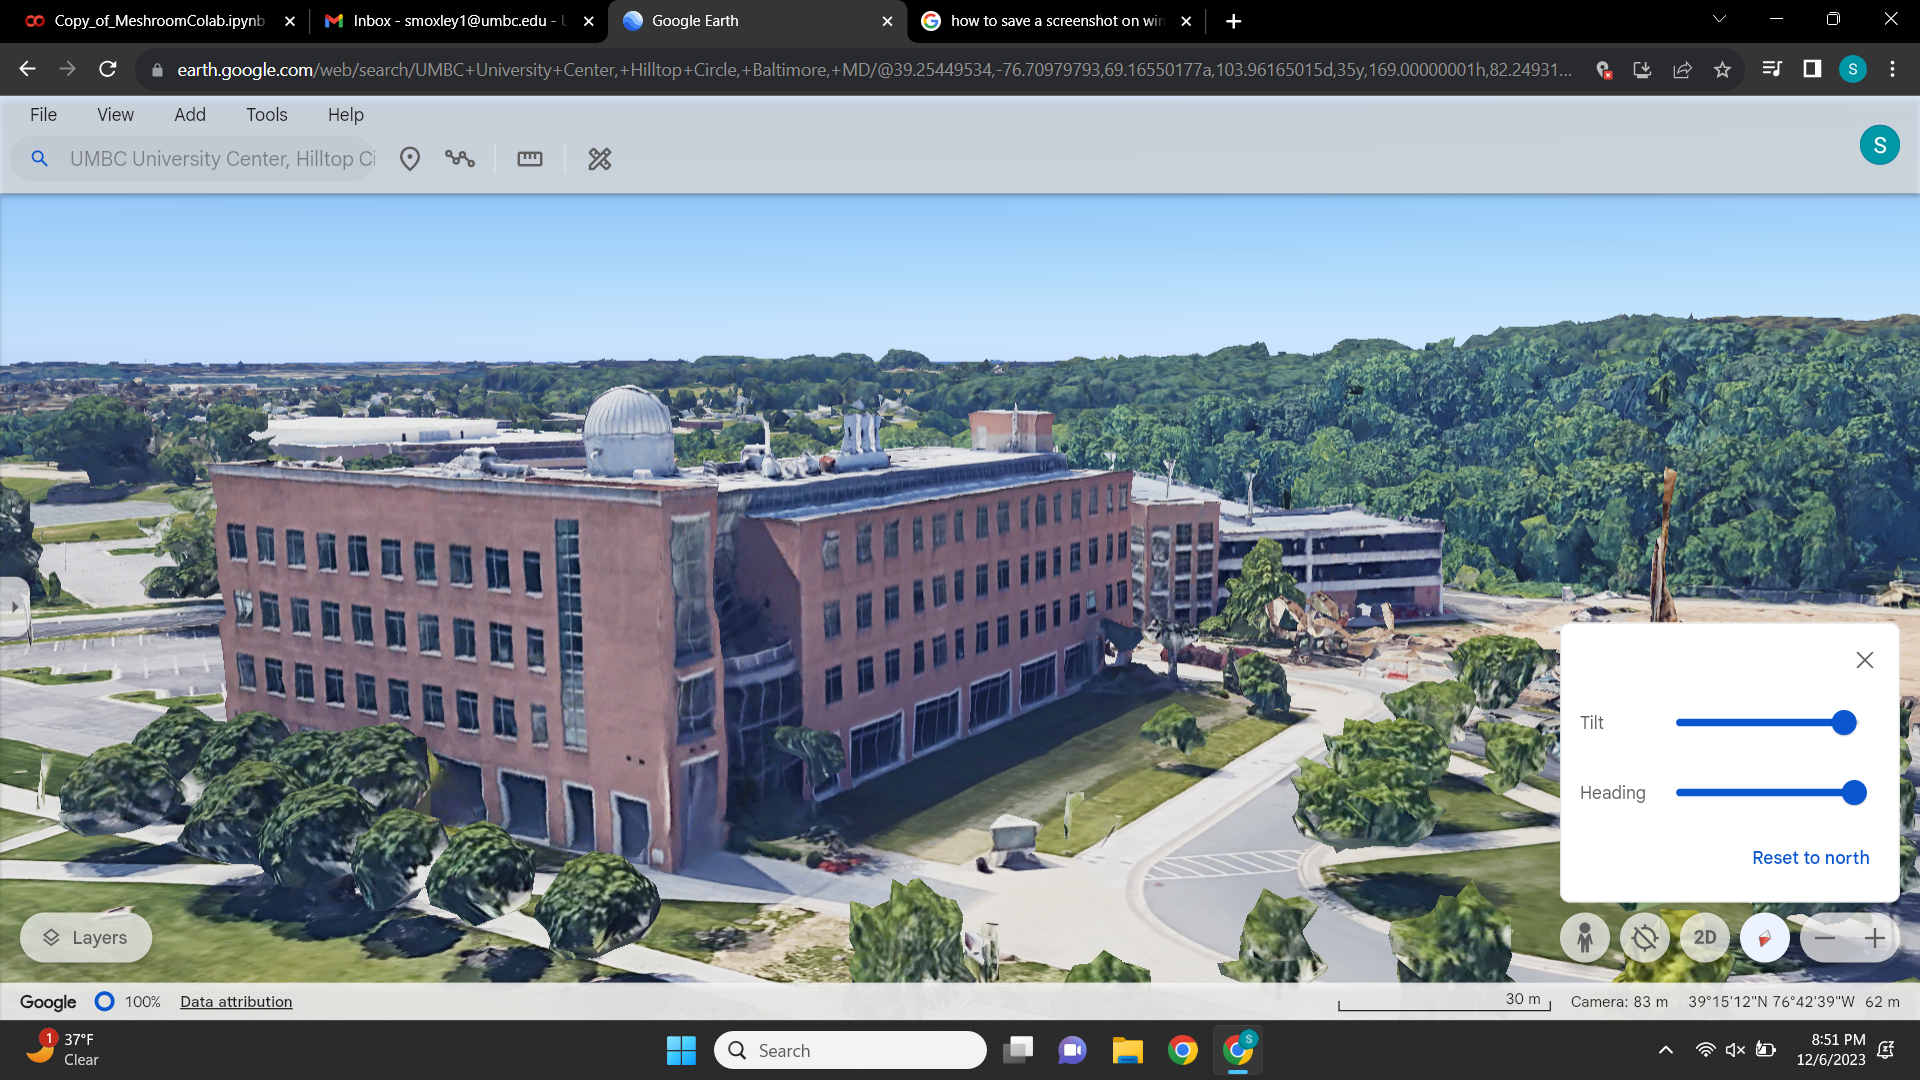 Copy_of_MeshroomColab.ipynb
Inbox - smoxley1@umbc.edu - U
Google Earth
how to save a screenshot on win
earth.google.com/web/search/UMBC+University+Center,+Hilltop+Circle,+Baltimore,+MD/@39.25449534,-76.70979793,69.16550177a,103.96165015d,35y,169.00000001h,82.24931...
S
File View Add Tools Help
UMBC University Center, Hilltop Ci
S
Tilt
Heading
Reset to north
Layers
2D
Google 100% Data attribution
30 m
Camera: 83 m 39°15'12"N 76°42'39"W 62 m
1
37°F
Clear
Search
S
8:51 PM
12/6/2023